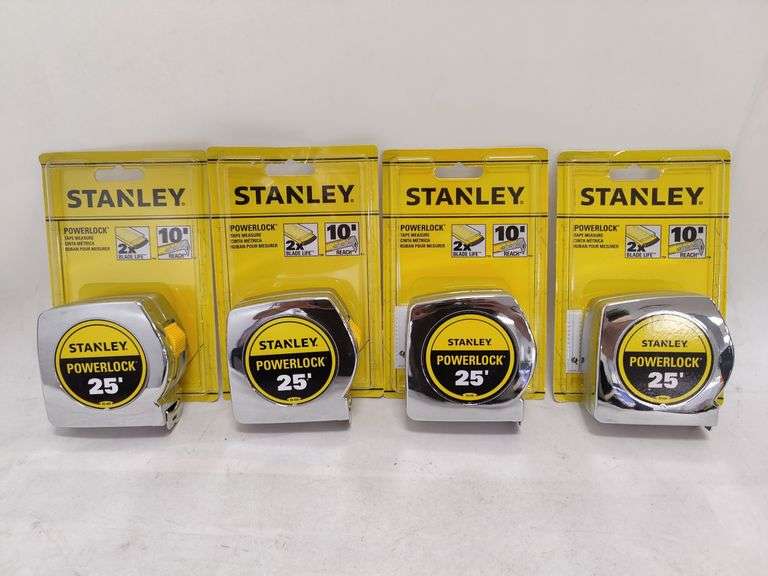 STANLEY
POWERLOCK
TAPE MEASURE
CINTA MÉTRICA
RUBAN POUR MESURER
2x
BLADE LIFE
10'
REACH
STANLEY
POWERLOCK
25'
STANLEY
POWERLOCK
TAPE MEASURE
CINTA MÉTRICA
RUBAN POUR MESURER
2x
BLADE LIFE
10'
REACH
STANLEY
POWERLOCK
25'
STANLEY
POWERLOCK
TAPE MEASURE
CINTA MÉTRICA
RUBAN POUR MESURER
2x
BLADE LIFE
10'
REACH
STANLEY
POWERLOCK
25'
STANLEY
POWERLOCK
TAPE MEASURE
CINTA MÉTRICA
RUBAN POUR MESURER
2x
BLADE LIFE
10'
REACH
STANLEY
POWERLOCK
25'